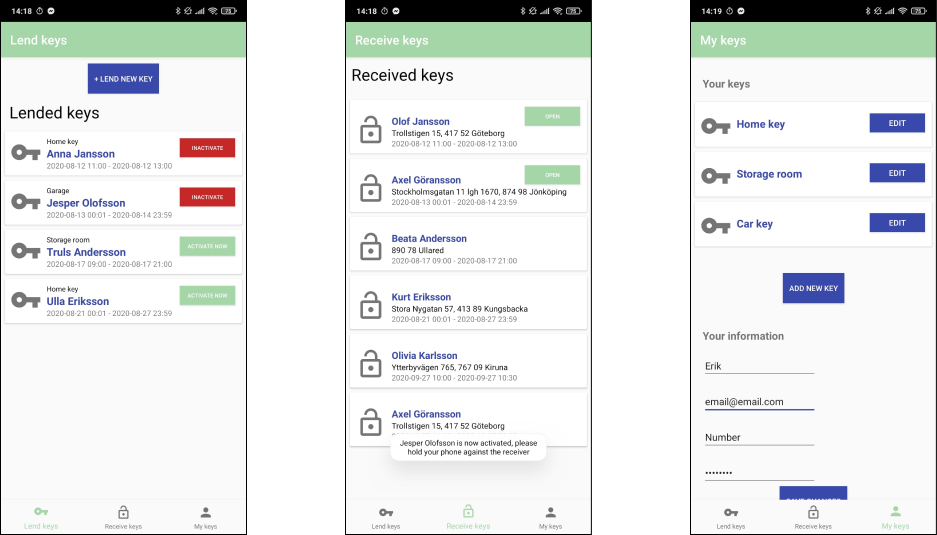 14:18
75
Lend keys
+ LEND NEW KEY
Lended keys
Home key
Anna Jansson
2020-08-12 11:00 - 2020-08-12 13:00
INACTIVATE
Garage
Jesper Olofsson
2020-08-13 00:01 - 2020-08-14 23:59
INACTIVATE
Storage room
Truls Andersson
2020-08-17 09:00 - 2020-08-17 21:00
ACTIVATE NOW
Home key
Ulla Eriksson
2020-08-21 00:01 - 2020-08-27 23:59
ACTIVATE NOW
Lend keys
Receive keys
My keys
14:18
75
Receive keys
Received keys
Olof Jansson
Trollstigen 15, 417 52 Göteborg
2020-08-12 11:00 - 2020-08-12 13:00
OPEN
Axel Göransson
Stockholmsgatan 11 lgh 1670, 874 98 Jönköping
2020-08-13 00:01 - 2020-08-14 23:59
OPEN
Beata Andersson
890 78 Ullared
2020-08-17 09:00 - 2020-08-17 21:00
Kurt Eriksson
Stora Nygatan 57, 413 89 Kungsbacka
2020-08-21 00:01 - 2020-08-27 23:59
Olivia Karlsson
Ytterbyvägen 765, 767 09 Kiruna
2020-09-27 10:00 - 2020-09-27 10:30
Axel Göransson
Trollstigen 15, 417 52 Göteborg
Jesper Olofsson is now activated, please
hold your phone against the receiver
Lend keys
Receive keys
My keys
14:19
75
My keys
Your keys
Home key
EDIT
Storage room
EDIT
Car key
EDIT
ADD NEW KEY
Your information
Erik
email@email.com
Number
••••••••
Lend keys
Receive keys
My keys